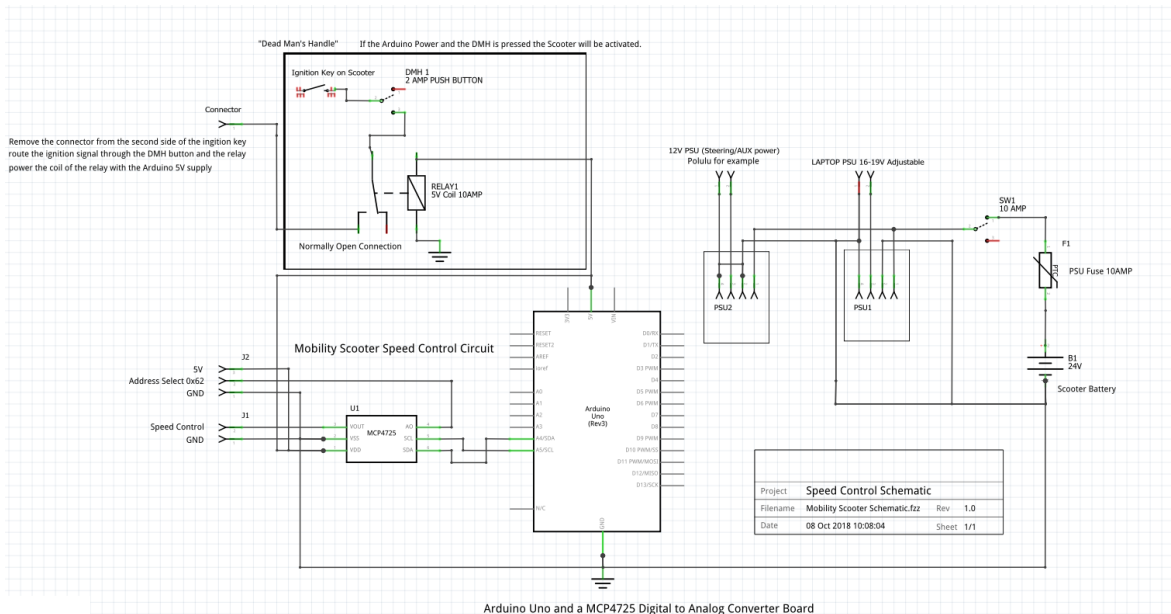 "Dead Man's Handle" If the Arduino Power and the DMH is pressed the Scooter will be activated.
Ignition Key on Scooter
DMH 1
2 AMP PUSH BUTTON
Connector
Remove the connector from the second side of the ingition key
route the ignition signal through the DMH button and the relay
power the coil of the relay with the Arduino 5V supply
RELAY1
5V Coil 10AMP
Normally Open Connection
12V PSU (Steering/AUX power)
Polulu for example
LAPTOP PSU 16-19V Adjustable
SW1
10 AMP
F1
PTC
PSU Fuse 10AMP
PSU2
PSU1
B1
24V
Scooter Battery
Mobility Scooter Speed Control Circuit
J2
5V
Address Select 0x62
GND
J1
Speed Control
GND
U1
MCP4725
VOUT
VSS
VDD
AO
SCL
SDA
3V3
5V
VIN
RESET
RESET2
AREF
ioref
A0
A1
A2
A3
A4/SDA
A5/SCL
N/C
Arduino
Uno
(Rev3)
D0/RX
D1/TX
D2
D3 PWM
D4
D5 PWM
D6 PWM
D7
D8
D9 PWM
D10 PWM/SS
D11 PWM/MOSI
D12/MISO
D13/SCK
GND
Project Speed Control Schematic
Filename Mobility Scooter Schematic.fzz Rev 1.0
Date 08 Oct 2018 10:08:04 Sheet 1/1
Arduino Uno and a MCP4725 Digital to Analog Converter Board